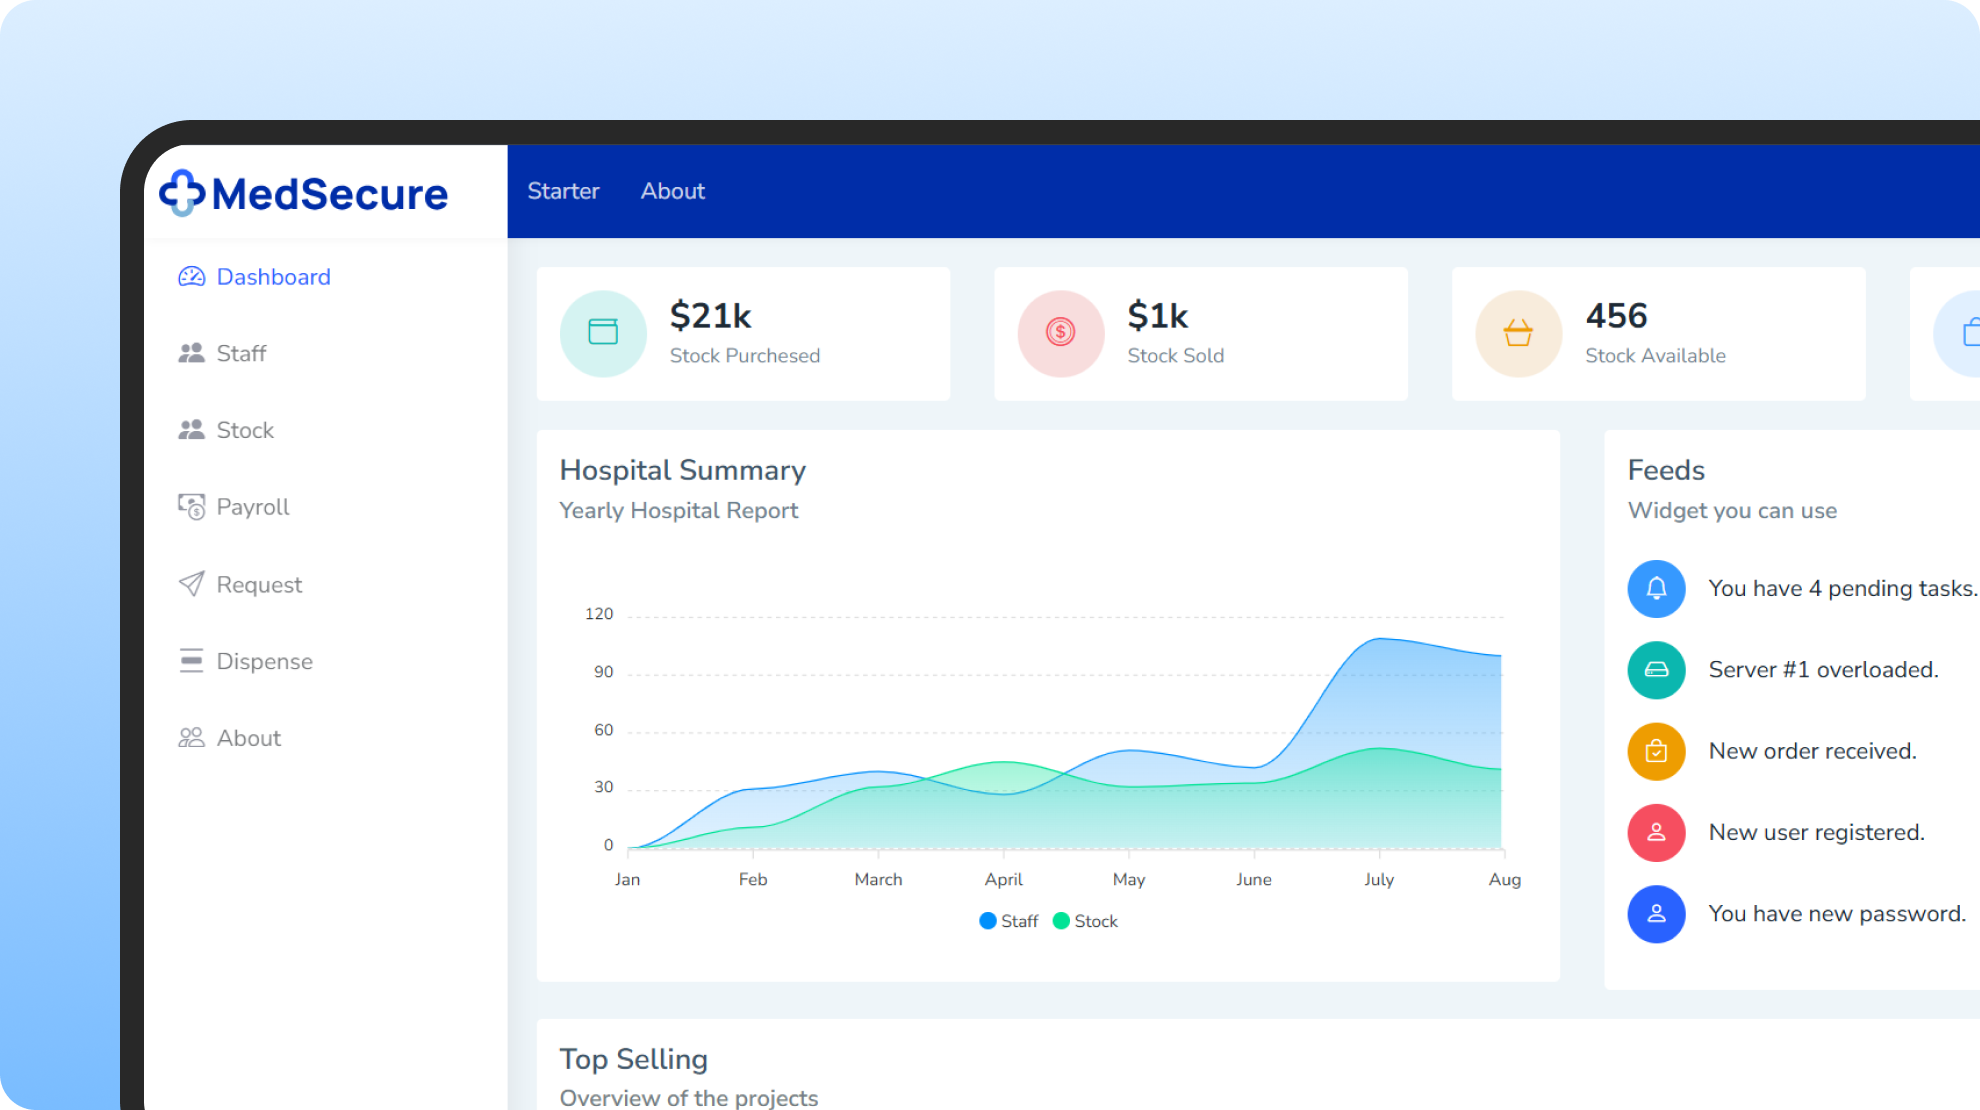 MedSecure
Starter
About
Dashboard
Staff
Stock
Payroll
Request
Dispense
About
$21k
Stock Purchesed
$1k
Stock Sold
456
Stock Available
Hospital Summary
Yearly Hospital Report
120
90
60
30
0
Jan Feb March April May June July Aug
Staff Stock
Feeds
Widget you can use
You have 4 pending tasks.
Server #1 overloaded.
New order received.
New user registered.
You have new password.
Top Selling
Overview of the projects